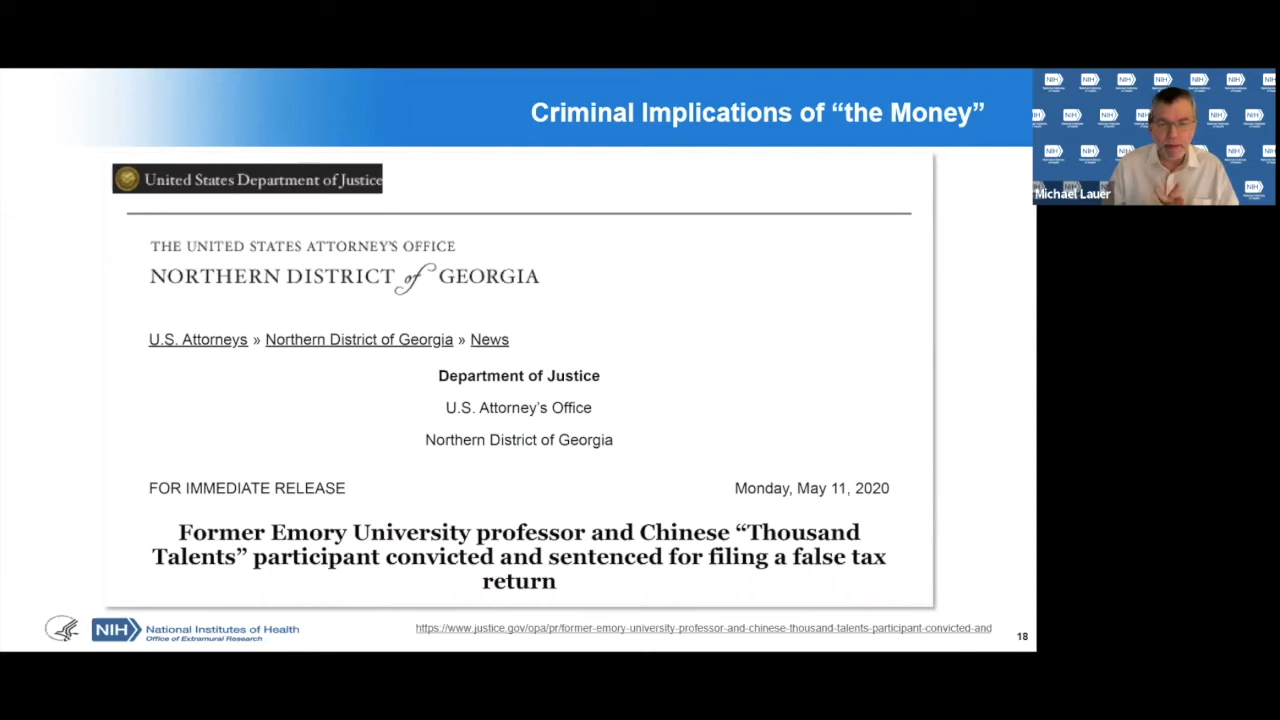 Criminal Implications of “the Money”
United States Department of Justice
THE UNITED STATES ATTORNEY'S OFFICE
NORTHERN DISTRICT of GEORGIA
U.S. Attorneys » Northern District of Georgia » News
Department of Justice
U.S. Attorney’s Office
Northern District of Georgia
FOR IMMEDIATE RELEASE Monday, May 11, 2020
Former Emory University professor and Chinese “Thousand
Talents” participant convicted and sentenced for filing a false tax
return
NIH National Institutes of Health
Office of Extramural Research
https://www.justice.gov/opa/pr/former-emory-university-professor-and-chinese-thousand-talents-participant-convicted-and
18
Michael Lauer